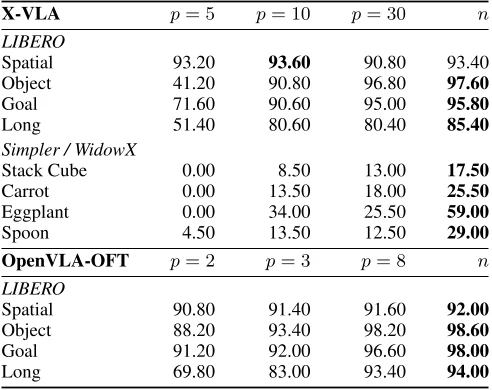 X-VLA p = 5 p = 10 p = 30 n
LIBERO
Spatial 93.20 93.60 90.80 93.40
Object 41.20 90.80 96.80 97.60
Goal 71.60 90.60 95.00 95.80
Long 51.40 80.60 80.40 85.40
Simpler / WidowX
Stack Cube 0.00 8.50 13.00 17.50
Carrot 0.00 13.50 18.00 25.50
Eggplant 0.00 34.00 25.50 59.00
Spoon 4.50 13.50 12.50 29.00
OpenVLA-OFT p = 2 p = 3 p = 8 n
LIBERO
Spatial 90.80 91.40 91.60 92.00
Object 88.20 93.40 98.20 98.60
Goal 91.20 92.00 96.60 98.00
Long 69.80 83.00 93.40 94.00